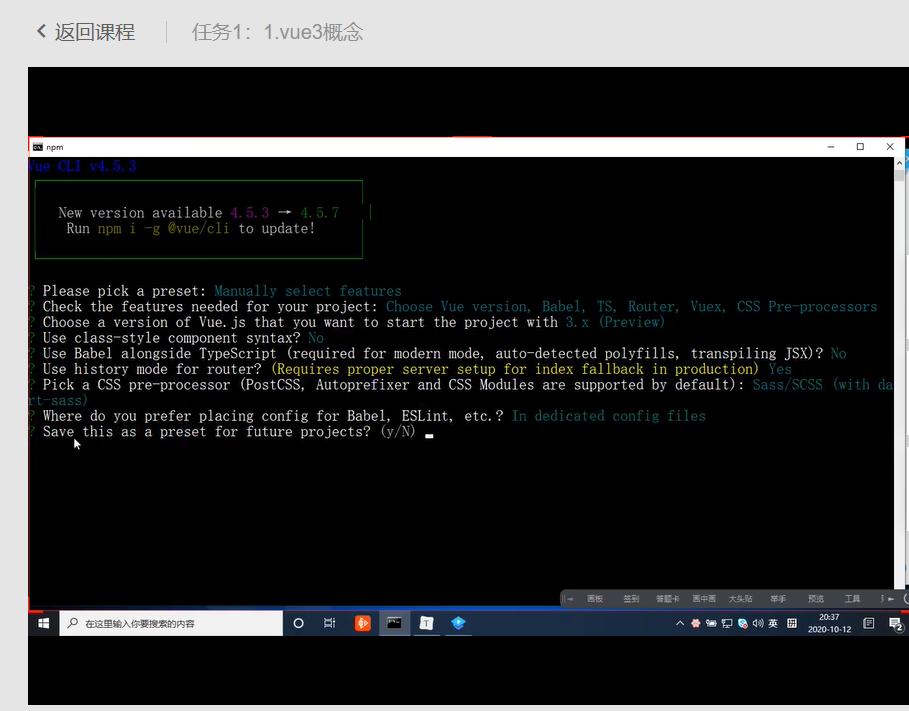 返回课程 任务1：1.vue3概念
npm
Vue CLI v4.5.3
New version available 4.5.3 → 4.5.7
Run npm i -g @vue/cli to update!
? Please pick a preset: Manually select features
? Check the features needed for your project: Choose Vue version, Babel, TS, Router, Vuex, CSS Pre-processors
? Choose a version of Vue.js that you want to start the project with 3.x (Preview)
? Use class-style component syntax? No
? Use Babel alongside TypeScript (required for modern mode, auto-detected polyfills, transpiling JSX)? No
? Use history mode for router? (Requires proper server setup for index fallback in production) Yes
? Pick a CSS pre-processor (PostCSS, Autoprefixer and CSS Modules are supported by default): Sass/SCSS (with da
rt-sass)
? Where do you prefer placing config for Babel, ESLint, etc.? In dedicated config files
? Save this as a preset for future projects? (y/N)
画板 签到 答题卡 画中画 大头贴 举手 预览 工具
在这里输入你要搜索的内容 T 英 拼 20:37
2020-10-12 2